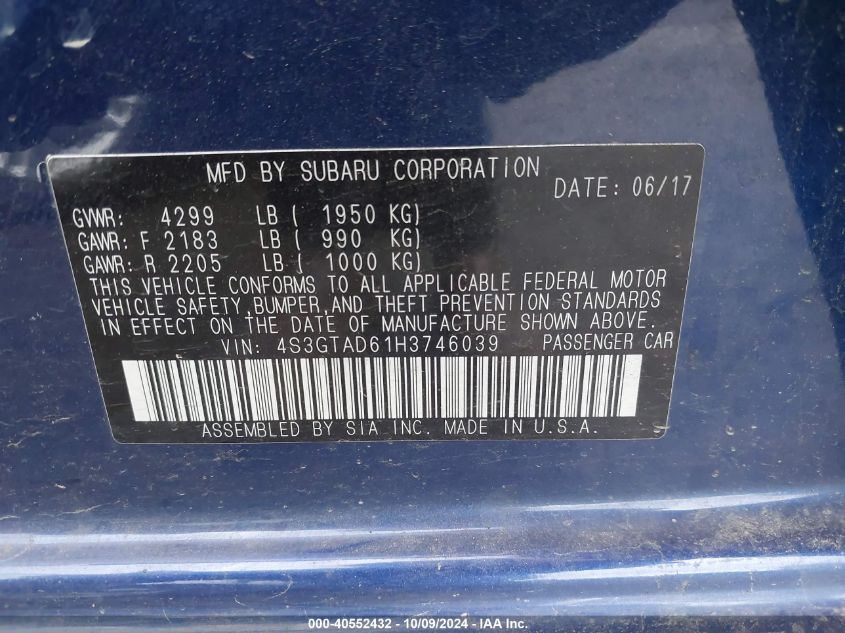 MFD BY SUBARU CORPORATION
DATE: 06/17
GVWR: 4299 LB ( 1950 KG)
GAWR: F 2183 LB ( 990 KG)
GAWR: R 2205 LB ( 1000 KG)
THIS VEHICLE CONFORMS TO ALL APPLICABLE FEDERAL MOTOR
VEHICLE SAFETY,BUMPER,AND THEFT PREVENTION STANDARDS
IN EFFECT ON THE DATE OF MANUFACTURE SHOWN ABOVE.
VIN: 4S3GTAD61H3746039 PASSENGER CAR
ASSEMBLED BY SIA INC. MADE IN U.S.A.
000-40552432 - 10/09/2024 - IAA, Inc.